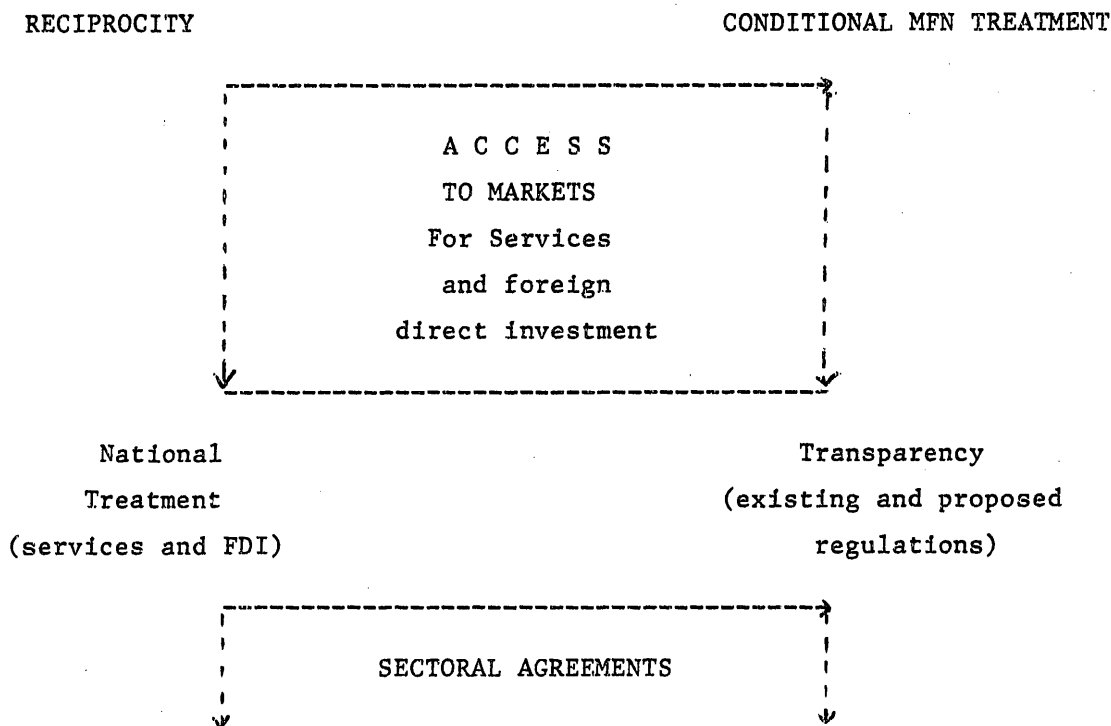 RECIPROCITY
CONDITIONAL MFN TREATMENT
A C C E S S
TO MARKETS
For Services
and foreign
direct investment
National
Treatment
(services and FDI)
Transparency
(existing and proposed
regulations)
SECTORAL AGREEMENTS